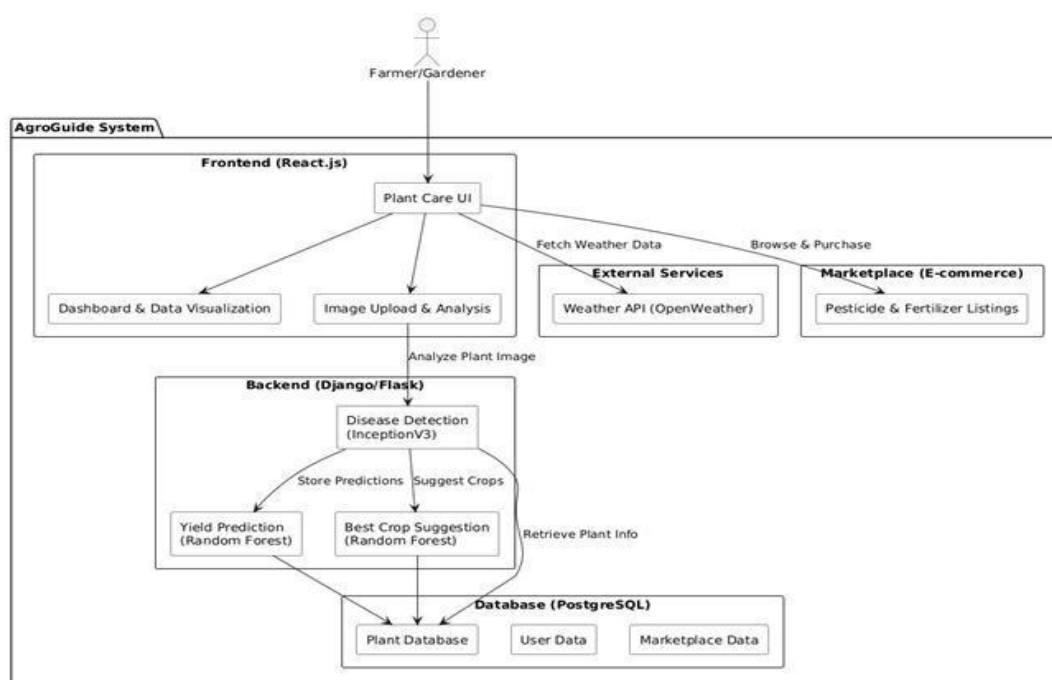 Farmer/Gardener
AgroGuide System
Frontend (React.js)
Plant Care UI
Fetch Weather Data
Browse & Purchase
External Services
Marketplace (E-commerce)
Dashboard & Data Visualization
Image Upload & Analysis
Weather API (OpenWeather)
Pesticide & Fertilizer Listings
Analyze Plant Image
Backend (Django/Flask)
Disease Detection
(InceptionV3)
Store Predictions
Suggest Crops
Yield Prediction
(Random Forest)
Best Crop Suggestion
(Random Forest)
Retrieve Plant Info
Database (PostgreSQL)
Plant Database
User Data
Marketplace Data